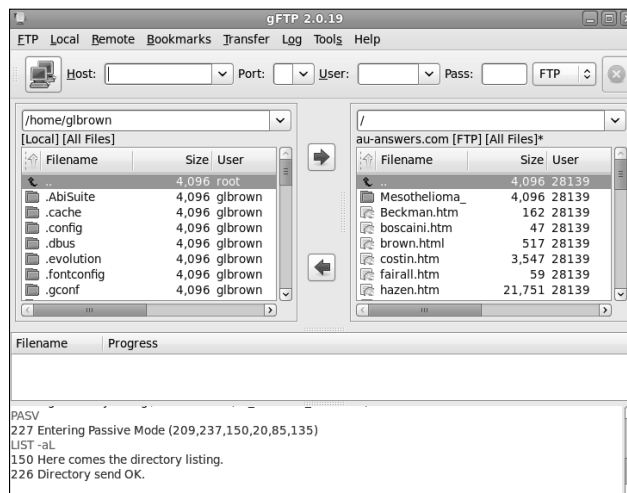 gFTP 2.0.19
FTP Local Remote Bookmarks Transfer Log Tools Help
Host: Port: User: Pass: FTP
/home/glbrown
[Local] [All Files]
Filename Size User
.. 4,096 root
.AbiSuite 4,096 glbrown
.cache 4,096 glbrown
.config 4,096 glbrown
.dbus 4,096 glbrown
.evolution 4,096 glbrown
.fontconfig 4,096 glbrown
.gconf 4,096 glbrown
/
au-answers.com [FTP] [All Files]*
Filename Size User
.. 4,096 28139
Mesothelioma_ 4,096 28139
Beckman.htm 162 28139
boscaini.htm 47 28139
brown.html 517 28139
costin.htm 3,547 28139
fairall.htm 59 28139
hazen.htm 21,751 28139
Filename Progress
PASV
227 Entering Passive Mode (209,237,150,20,85,135)
LIST -aL
150 Here comes the directory listing.
226 Directory send OK.